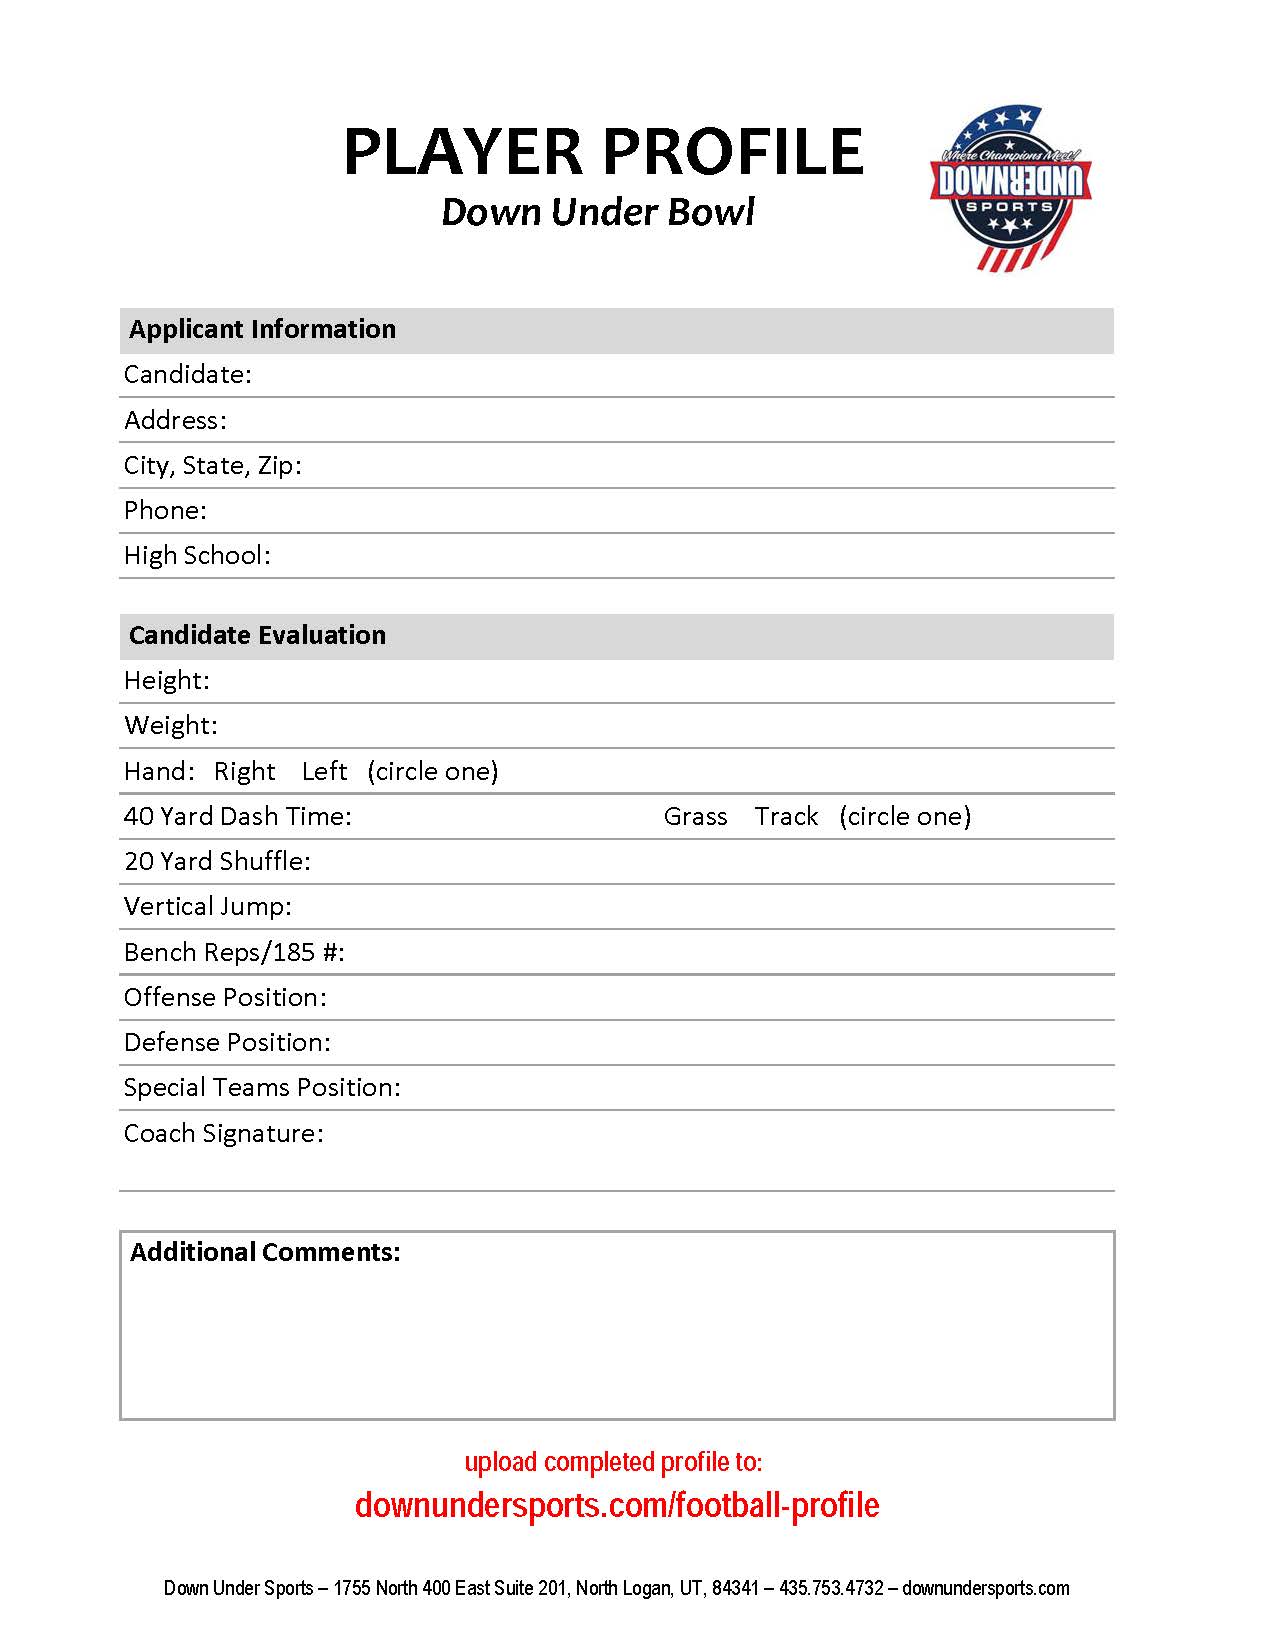 PLAYER PROFILE
Down Under Bowl
Where Champions Meet!
DOWNUNDER
SPORTS
Applicant Information
Candidate:
Address:
City, State, Zip:
Phone:
High School:
Candidate Evaluation
Height:
Weight:
Hand: Right Left (circle one)
40 Yard Dash Time: Grass Track (circle one)
20 Yard Shuffle:
Vertical Jump:
Bench Reps/185 #:
Offense Position:
Defense Position:
Special Teams Position:
Coach Signature:
Additional Comments:
upload completed profile to:
downundersports.com/football-profile
Down Under Sports – 1755 North 400 East Suite 201, North Logan, UT, 84341 – 435.753.4732 – downundersports.com